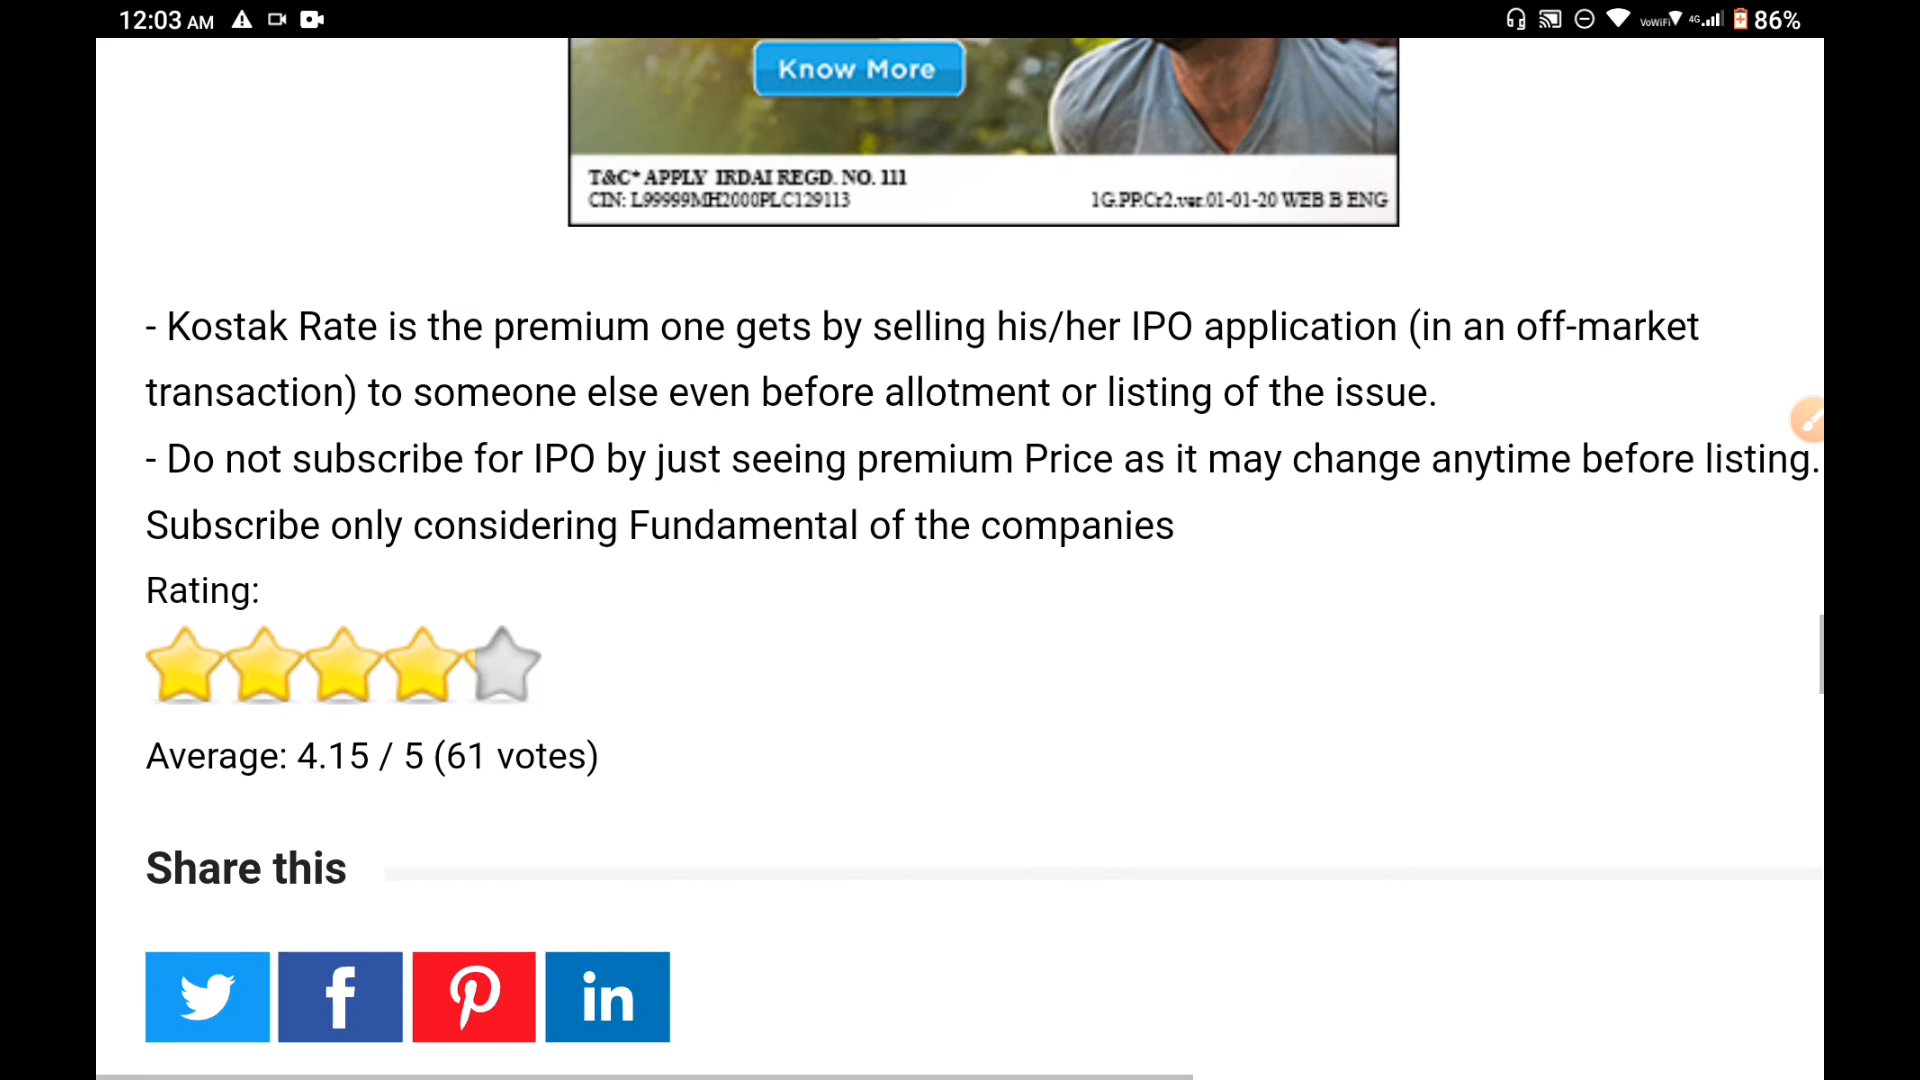 12:03 AM
VoWiFi 4G 86%
Know More
T&C* APPLY IRDAI REGD. NO. 111
CIN: L99999MH2000PLC129113
1G.PP.Cr2.ver.01-01-20 WEB B ENG
- Kostak Rate is the premium one gets by selling his/her IPO application (in an off-market
transaction) to someone else even before allotment or listing of the issue.
- Do not subscribe for IPO by just seeing premium Price as it may change anytime before listing.
Subscribe only considering Fundamental of the companies
Rating:
Average: 4.15 / 5 (61 votes)
Share this
f
in